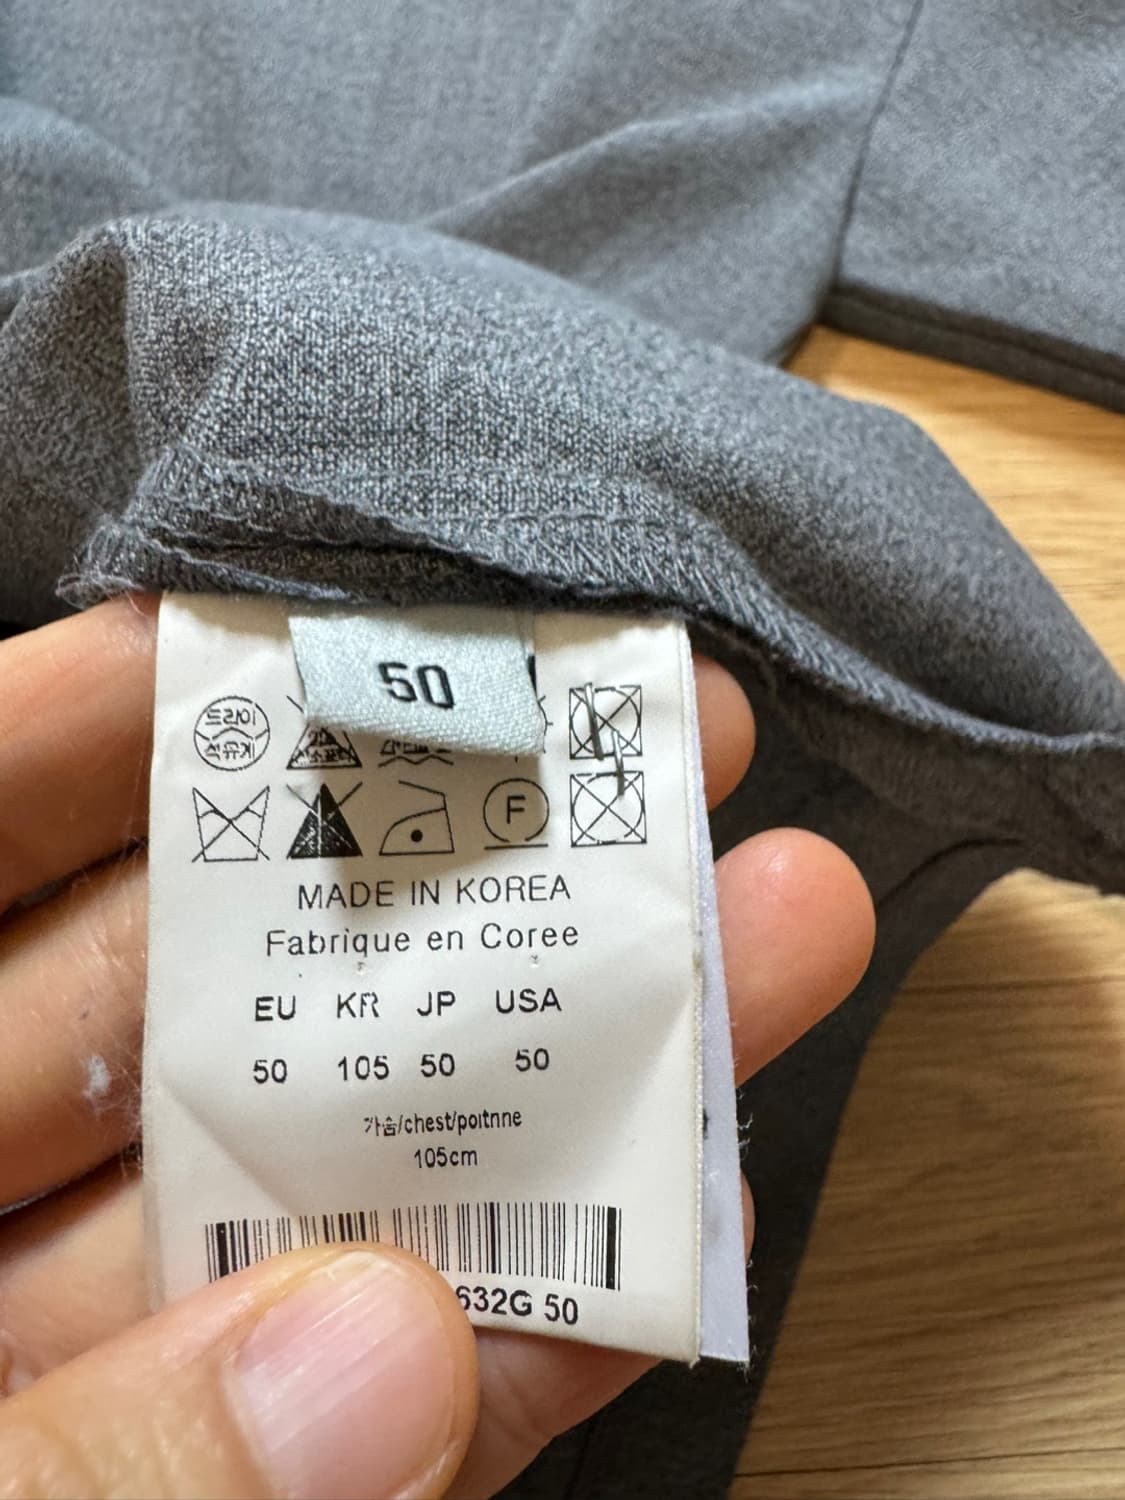 50
드라이
석유계
F
MADE IN KOREA
Fabrique en Coree
EU KR JP USA
50 105 50 50
가슴/chest/poitnne
105cm
632G 50